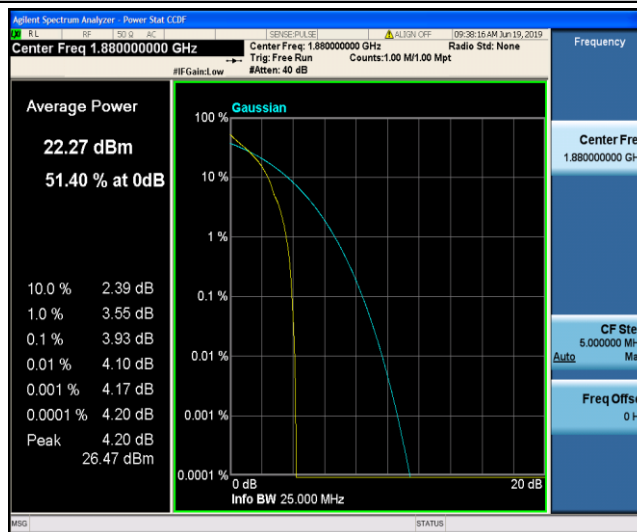 Agilent Spectrum Analyzer - Power Stat CCDF
RL RF 50 Ω AC SENSE:PULSE ALIGN OFF 09:38:16 AM Jun 19, 2019
Center Freq 1.880000000 GHz
Center Freq: 1.880000000 GHz Radio Std: None
Trig: Free Run Counts:1.00 M/1.00 Mpt
#IFGain:Low #Atten: 40 dB
Frequency
Average Power
22.27 dBm
51.40 % at 0dB
10.0 % 2.39 dB
1.0 % 3.55 dB
0.1 % 3.93 dB
0.01 % 4.10 dB
0.001 % 4.17 dB
0.0001 % 4.20 dB
Peak 4.20 dB
26.47 dBm
Gaussian
100 %
10 %
1 %
0.1 %
0.01 %
0.001 %
0.0001 %
0 dB 20 dB
Info BW 25.000 MHz
Center Fre
1.880000000 GH
CF Ste
5.000000 MH
Auto Ma
Freq Offs
0 H
MSG STATUS